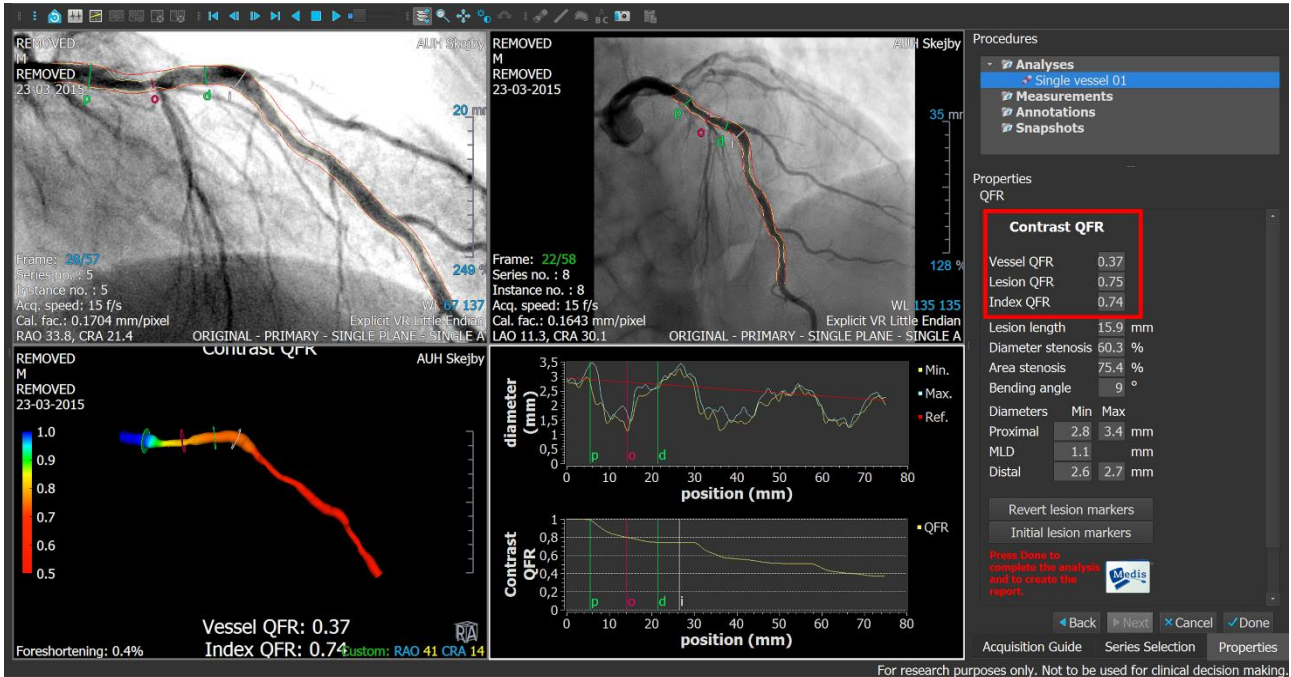 REMOVED
M
REMOVED
23-03-2015
AUH Skejby
p
o
d
i
20 mm
Frame: 28/57
Series no. : 5
Instance no. : 5
Acq. speed: 15 f/s
Cal. fac.: 0.1704 mm/pixel
RAO 33.8, CRA 21.4
249 %
WL 67 137
Explicit VR Little Endian
ORIGINAL - PRIMARY - SINGLE PLANE - SINGLE A
REMOVED
M
REMOVED
23-03-2015
AUH Skejby
p
o
d
i
35 mm
Frame: 22/58
Series no. : 8
Instance no. : 8
Acq. speed: 15 f/s
Cal. fac.: 0.1643 mm/pixel
LAO 11.3, CRA 30.1
128 %
WL 135 135
Explicit VR Little Endian
ORIGINAL - PRIMARY - SINGLE PLANE - SINGLE A
REMOVED
M
REMOVED
23-03-2015
Contrast QFR
AUH Skejby
1.0
0.9
0.8
0.7
0.6
0.5
Vessel QFR: 0.37
Index QFR: 0.74
Foreshortening: 0.4%
Custom: RAO 41 CRA 14
diameter (mm)
3,5
3
2,5
2
1,5
1
0,5
0
p
o
d
0 10 20 30 40 50 60 70 80
position (mm)
Min.
Max.
Ref.
Contrast QFR
1
0,8
0,6
0,4
0,2
0
p
o
d
i
0 10 20 30 40 50 60 70 80
position (mm)
QFR
Procedures
Analyses
Single vessel 01
Measurements
Annotations
Snapshots
Properties
QFR
Contrast QFR
Vessel QFR 0.37
Lesion QFR 0.75
Index QFR 0.74
Lesion length 15.9 mm
Diameter stenosis 60.3 %
Area stenosis 75.4 %
Bending angle 9 °
Diameters Min Max
Proximal 2.8 3.4 mm
MLD 1.1 mm
Distal 2.6 2.7 mm
Revert lesion markers
Initial lesion markers
Press Done to
complete the analysis
and to create the
report.
Medis
Back Next Cancel Done
Acquisition Guide Series Selection Properties
For research purposes only. Not to be used for clinical decision making.